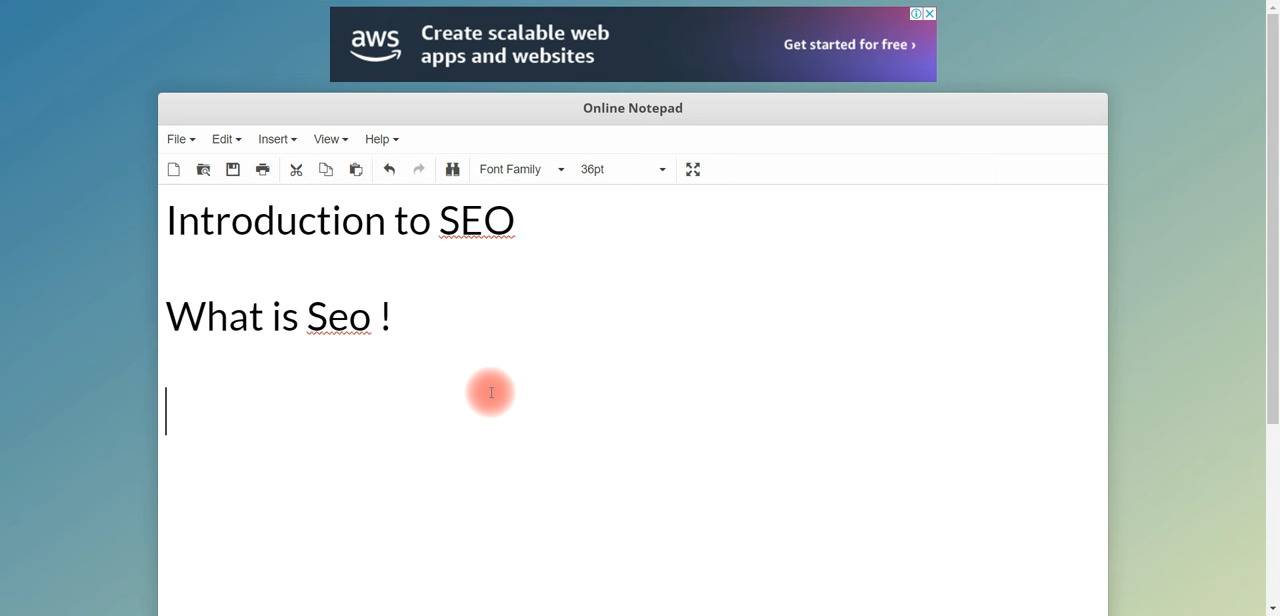 aws
Create scalable web
apps and websites
Get started for free ›
Online Notepad
File Edit Insert View Help
Font Family 36pt
Introduction to SEO
What is Seo !